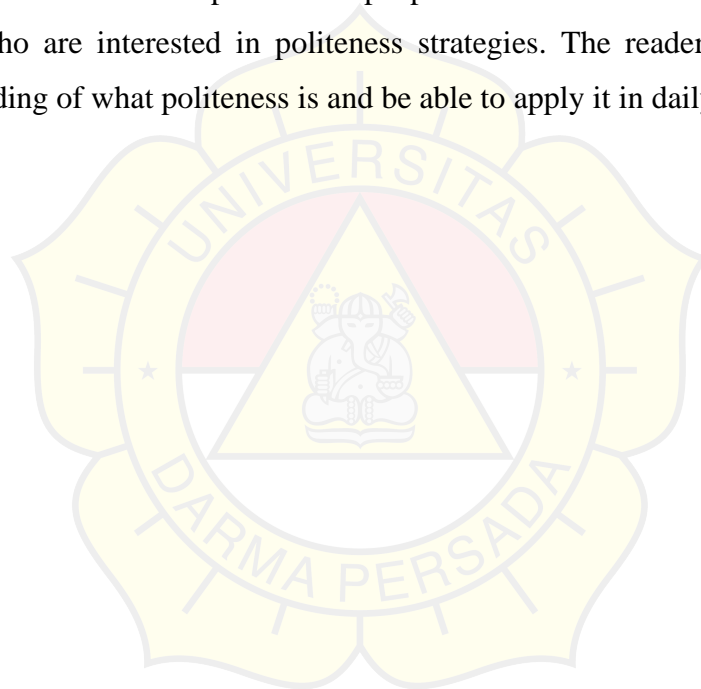 who are interested in politeness strategies. The reader
ding of what politeness is and be able to apply it in daily
UNIVERSITAS
DARMA PERSADA